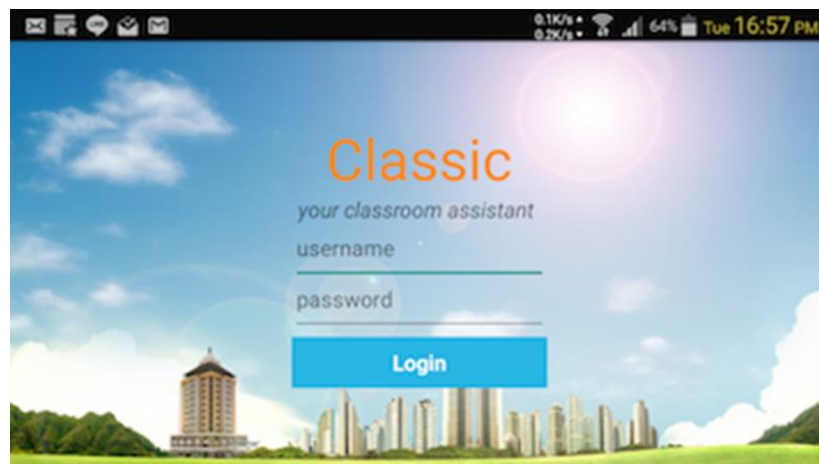 0.1K/s
0.2K/s
64% Tue 16:57 PM
Classic
your classroom assistant
username
password
Login